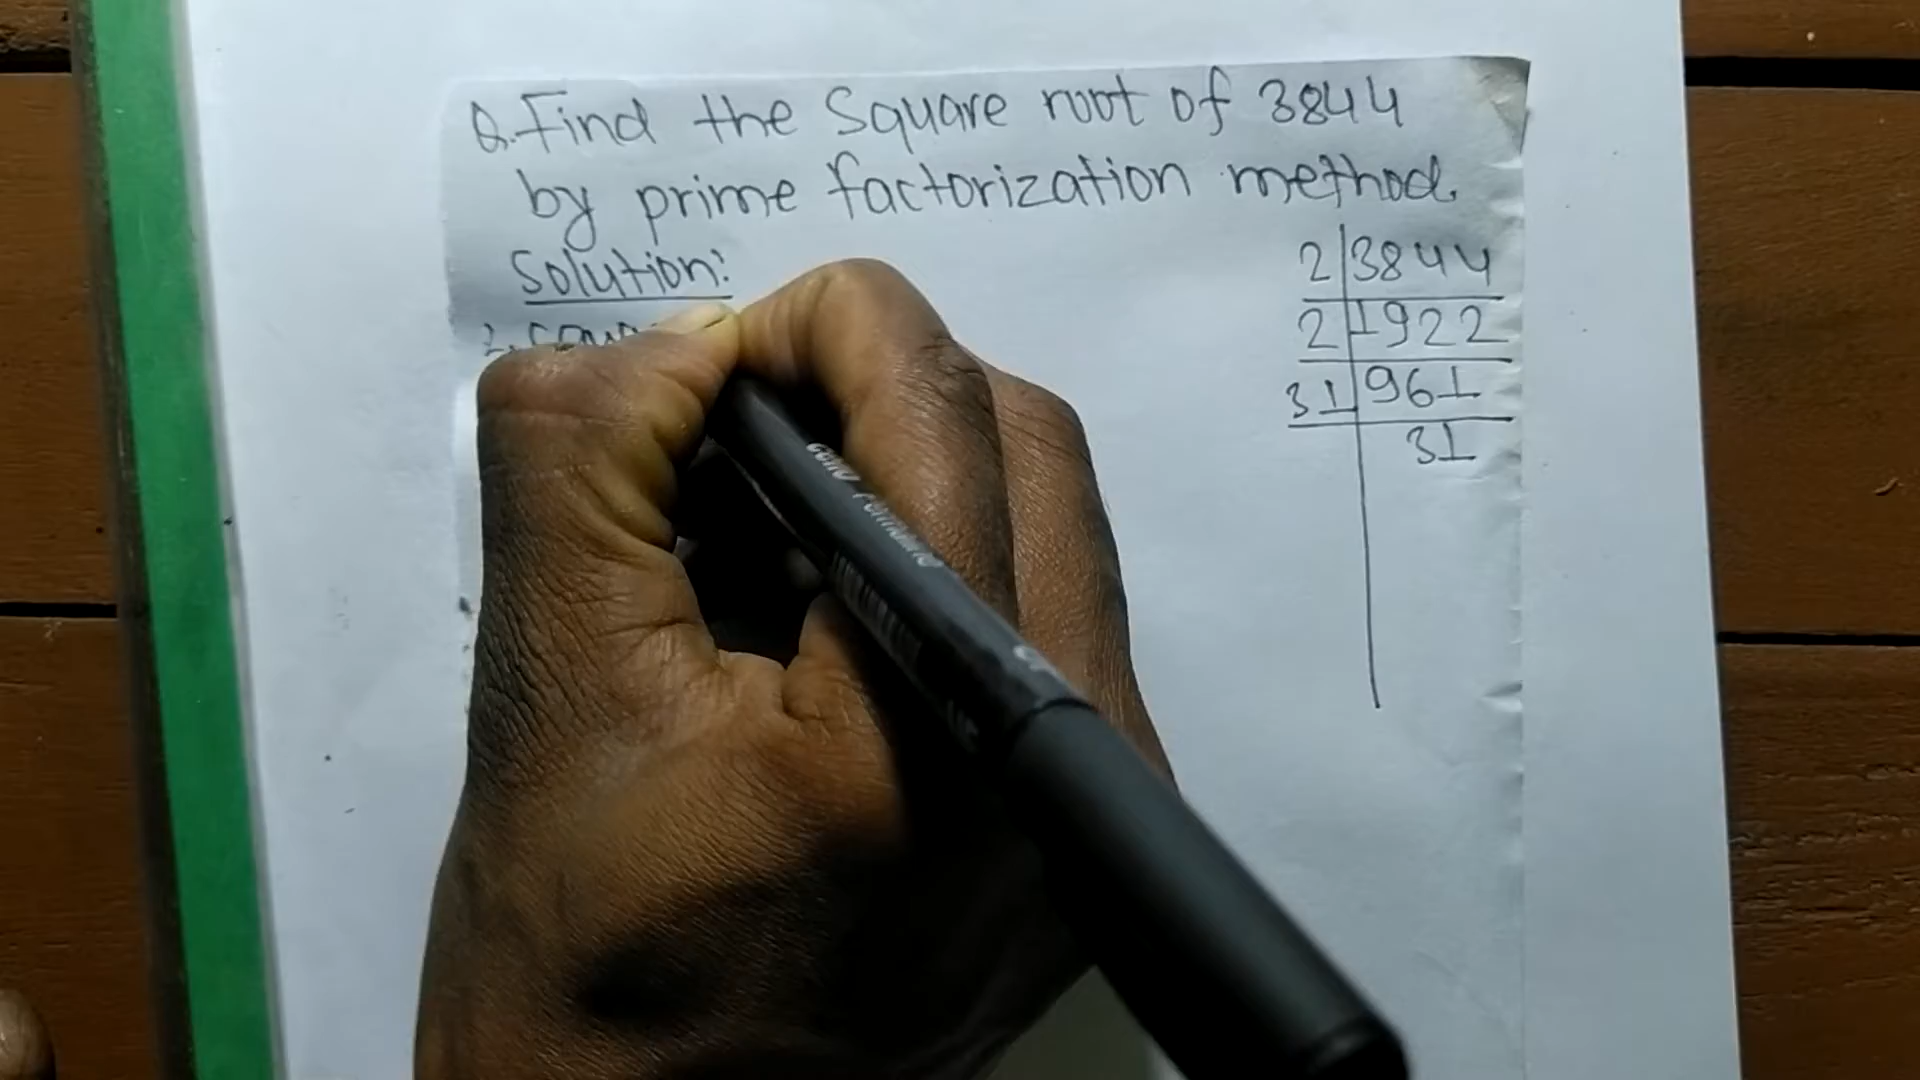 Q. Find the square root of 3844
by prime factorization method.
Solution:
2 3844
2 1922
31 961
31